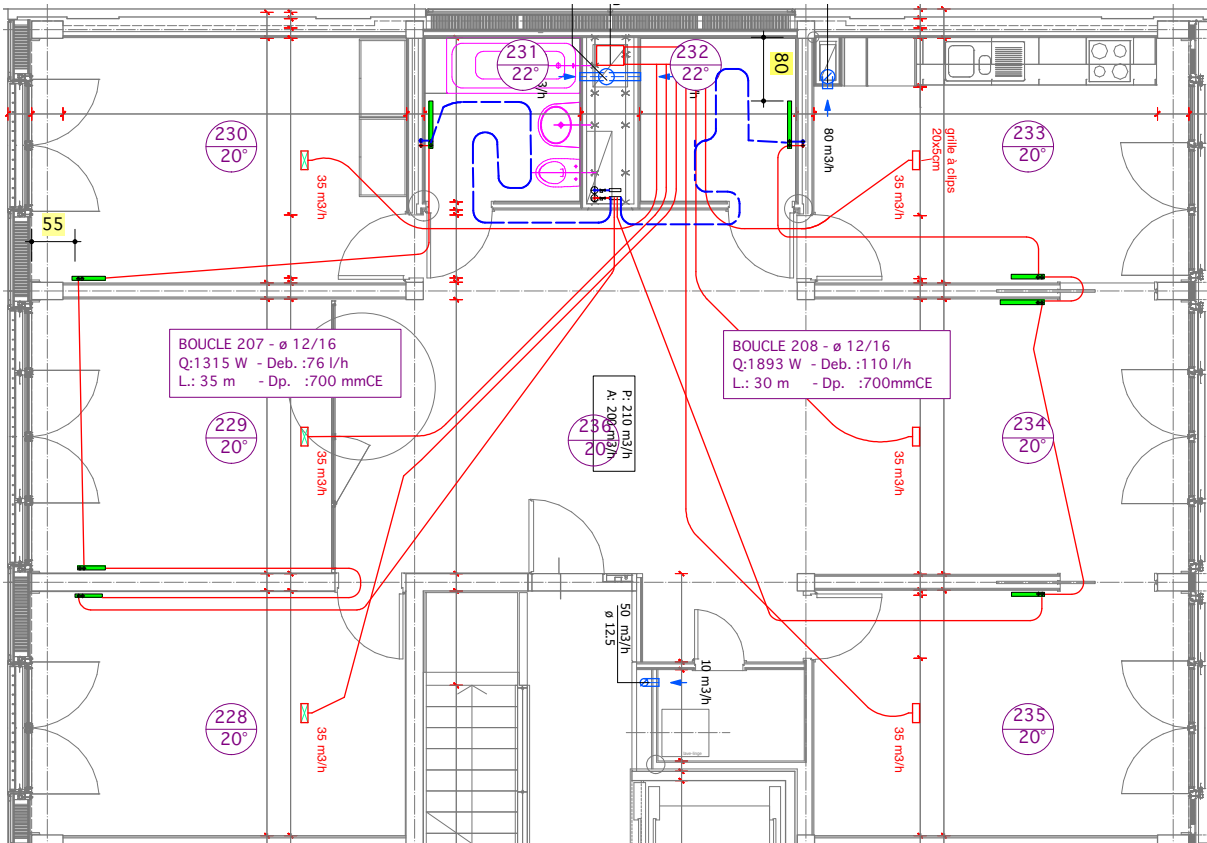 231
22°
232
22°
80
230
20°
233
20°
80 m3/h
grille à clips
20x5cm
35 m3/h
35 m3/h
55
BOUCLE 207 - ø 12/16
Q:1315 W - Deb. :76 l/h
L.: 35 m - Dp. :700 mmCE
BOUCLE 208 - ø 12/16
Q:1893 W - Deb. :110 l/h
L.: 30 m - Dp. :700mmCE
P: 210 m3/h
A: 200 m3/h
229
20°
236
20°
234
20°
35 m3/h
35 m3/h
50 m3/h
ø 12.5
10 m3/h
228
20°
235
20°
35 m3/h
35 m3/h